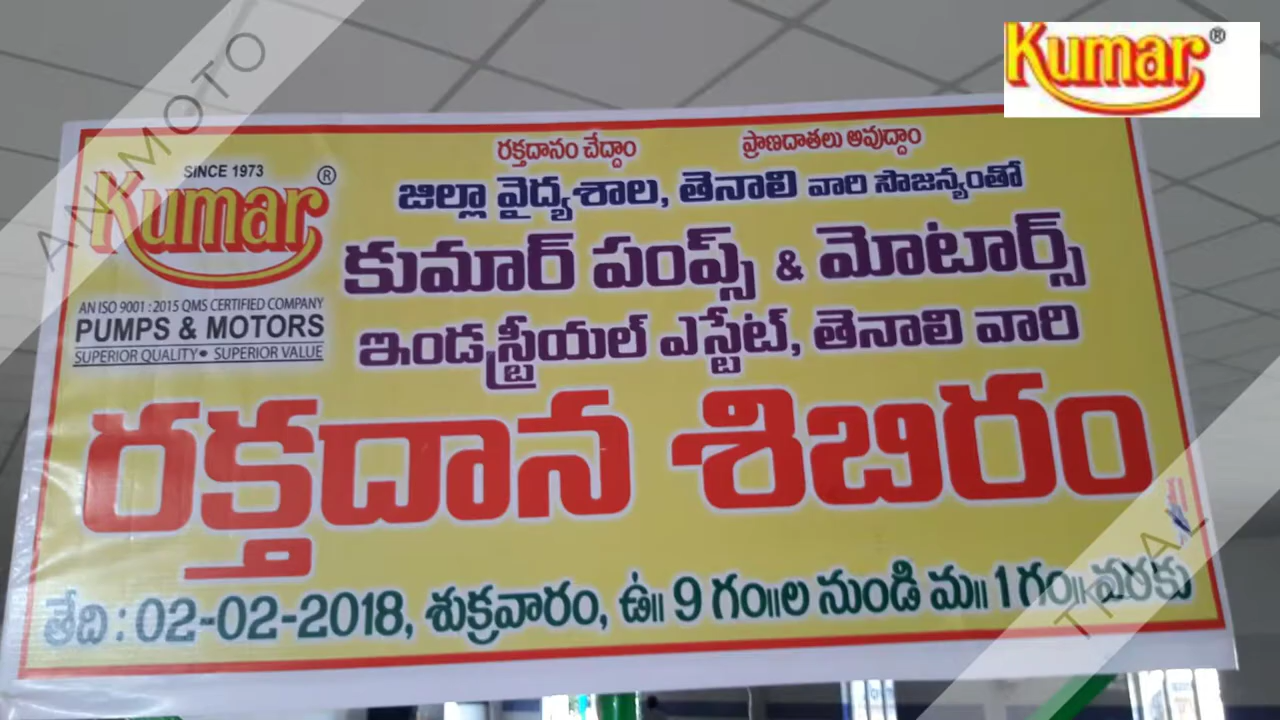 Kumar®
రక్తదానం చేద్దాం ప్రాణదాతలు అవుద్దాం
SINCE 1973
Kumar®
AN ISO 9001 : 2015 QMS CERTIFIED COMPANY
PUMPS & MOTORS
SUPERIOR QUALITY• SUPERIOR VALUE
జిల్లా వైద్యశాల, తెనాలి వారి సౌజన్యంతో
కుమార్ పంప్స్ & మోటార్స్
ఇండస్ట్రీయల్ ఎస్టేట్, తెనాలి వారి
రక్తదాన శిబిరం
తేది : 02-02-2018, శుక్రవారం, ఉ॥ 9 గం॥ల నుండి మ॥ 1 గం॥ వరకు
ANIMOTO
TRIAL